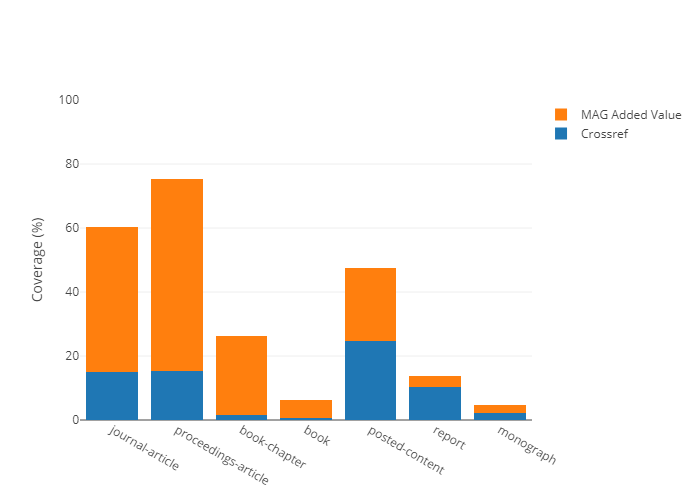 100
80
60
40
20
0
Coverage (%)
journal-article
proceedings-article
book-chapter
book
posted-content
report
monograph
MAG Added Value
Crossref